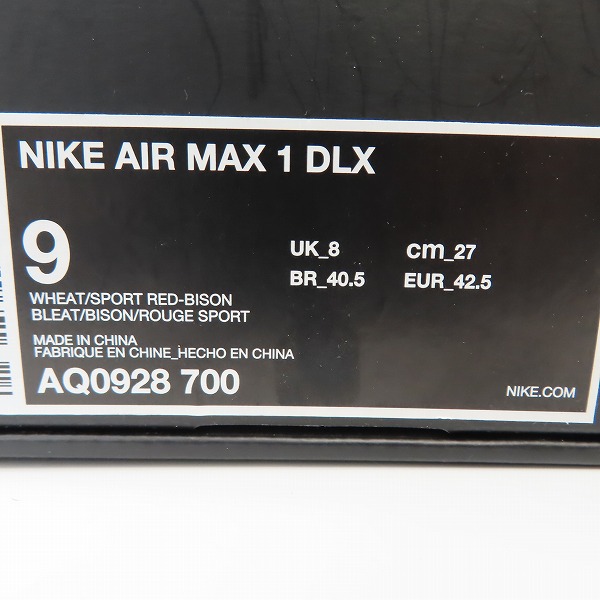 NIKE AIR MAX 1 DLX
9
UK_8 cm_27
BR_40.5 EUR_42.5
WHEAT/SPORT RED-BISON
BLEAT/BISON/ROUGE SPORT
MADE IN CHINA
FABRIQUE EN CHINE_HECHO EN CHINA
AQ0928 700
NIKE.COM